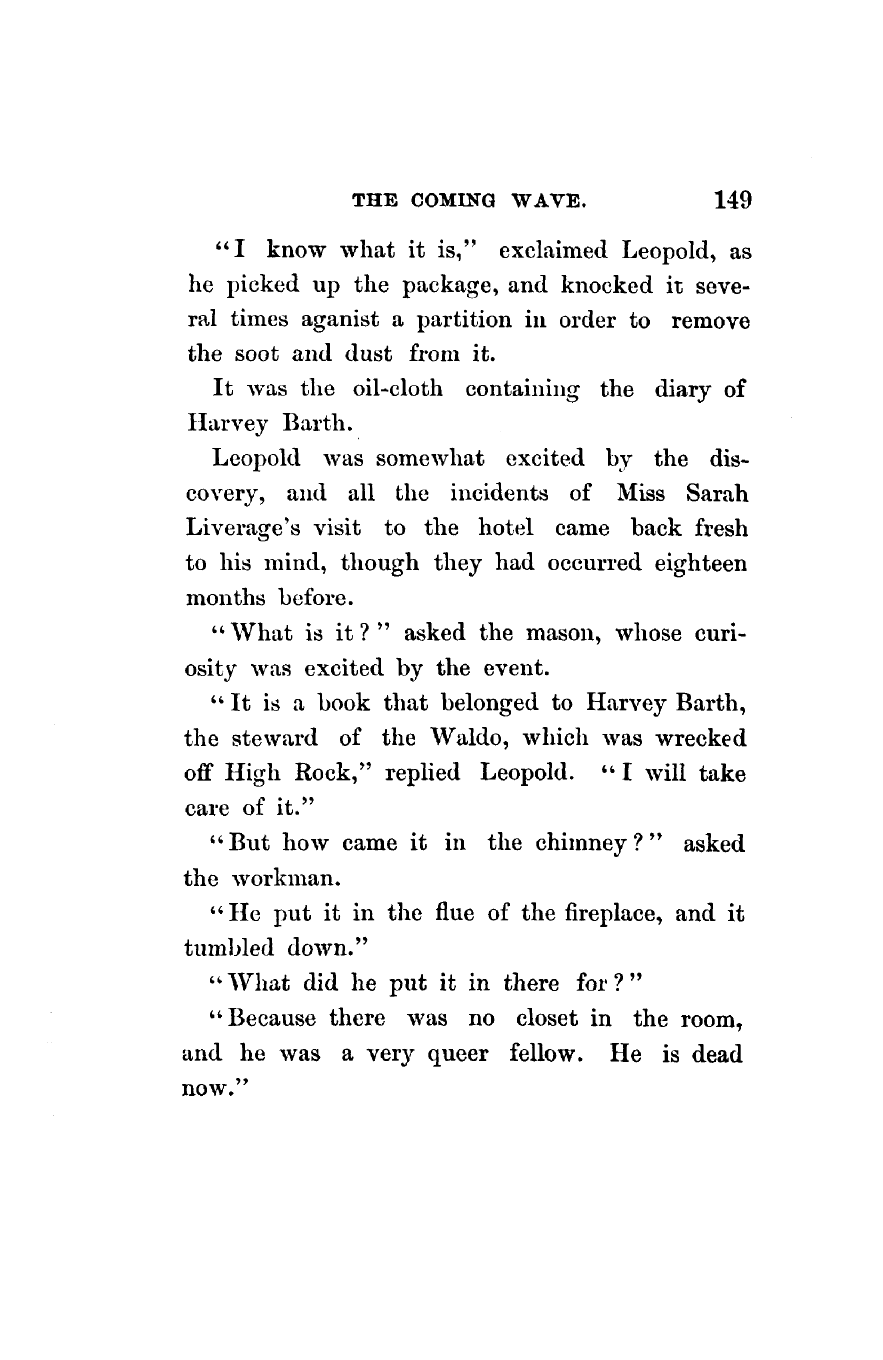 THE COMING WAVE. 149
“I know what it is,” exclaimed Leopold, as
he picked up the package, and knocked it seve-
ral times aganist a partition in order to remove
the soot and dust from it.
It was the oil-cloth containing the diary of
Harvey Barth.
Leopold was somewhat excited by the dis-
covery, and all the incidents of Miss Sarah
Liverage’s visit to the hotel came back fresh
to his mind, though they had occurred eighteen
months before.
“What is it?” asked the mason, whose curi-
osity was excited by the event.
“It is a book that belonged to Harvey Barth,
the steward of the Waldo, which was wrecked
off High Rock,” replied Leopold. “I will take
care of it.”
“But how came it in the chimney?” asked
the workman.
“He put it in the flue of the fireplace, and it
tumbled down.”
“What did he put it in there for?”
“Because there was no closet in the room,
and he was a very queer fellow. He is dead
now.”